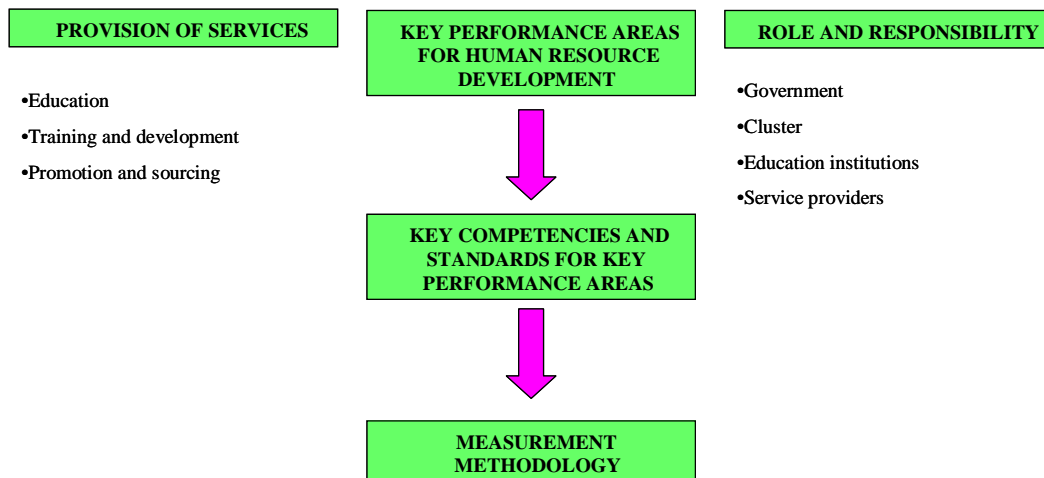 PROVISION OF SERVICES
•Education
•Training and development
•Promotion and sourcing
KEY PERFORMANCE AREAS
FOR HUMAN RESOURCE
DEVELOPMENT
KEY COMPETENCIES AND
STANDARDS FOR KEY
PERFORMANCE AREAS
MEASUREMENT
METHODOLOGY
ROLE AND RESPONSIBILITY
•Government
•Cluster
•Education institutions
•Service providers